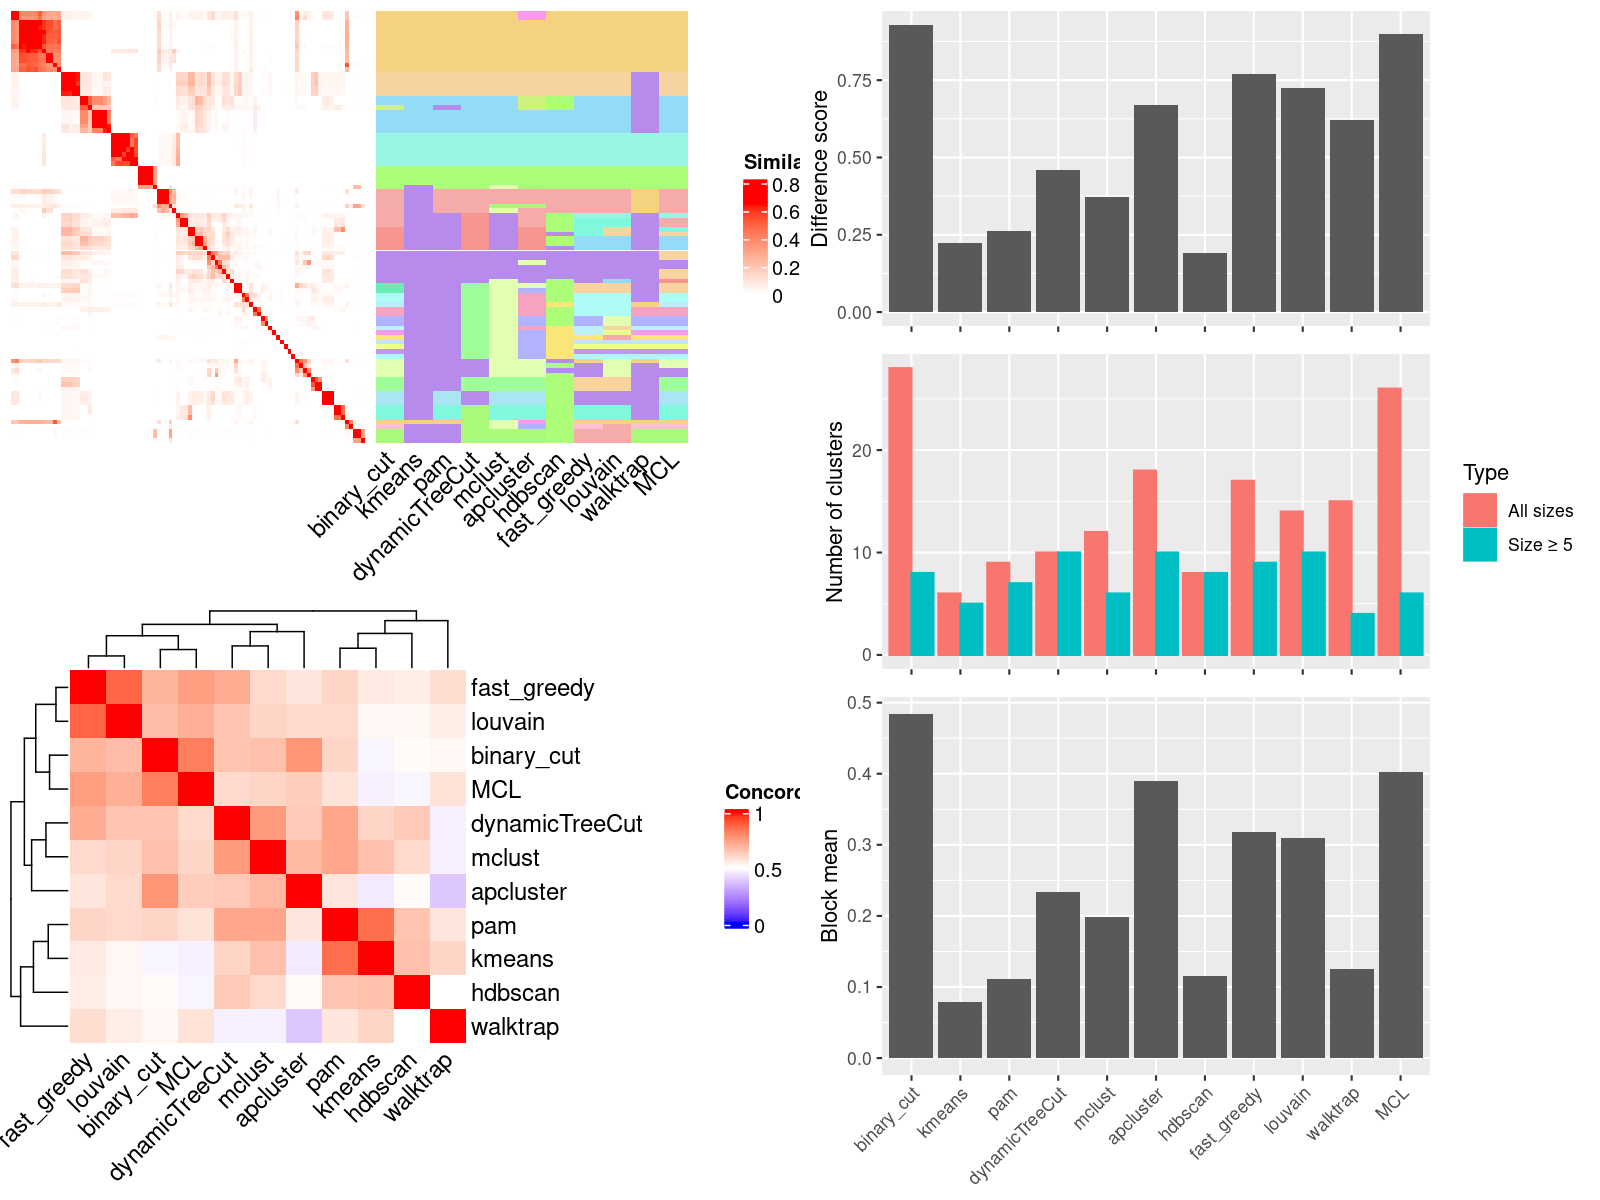 Simila
0.8
0.6
0.4
0.2
0
binary_cut
kmeans
pam
dynamicTreeCut
mclust
apcluster
hdbscan
fast_greedy
louvain
walktrap
MCL
fast_greedy
louvain
binary_cut
MCL
dynamicTreeCut
mclust
apcluster
pam
kmeans
hdbscan
walktrap
Concord
1
0.5
0
fast_greedy
louvain
binary_cut
MCL
dynamicTreeCut
mclust
apcluster
pam
kmeans
hdbscan
walktrap
Difference score
0.75
0.50
0.25
0.00
Number of clusters
20
10
0
Type
All sizes
Size ≥ 5
Block mean
0.5
0.4
0.3
0.2
0.1
0.0
binary_cut
kmeans
pam
dynamicTreeCut
mclust
apcluster
hdbscan
fast_greedy
louvain
walktrap
MCL